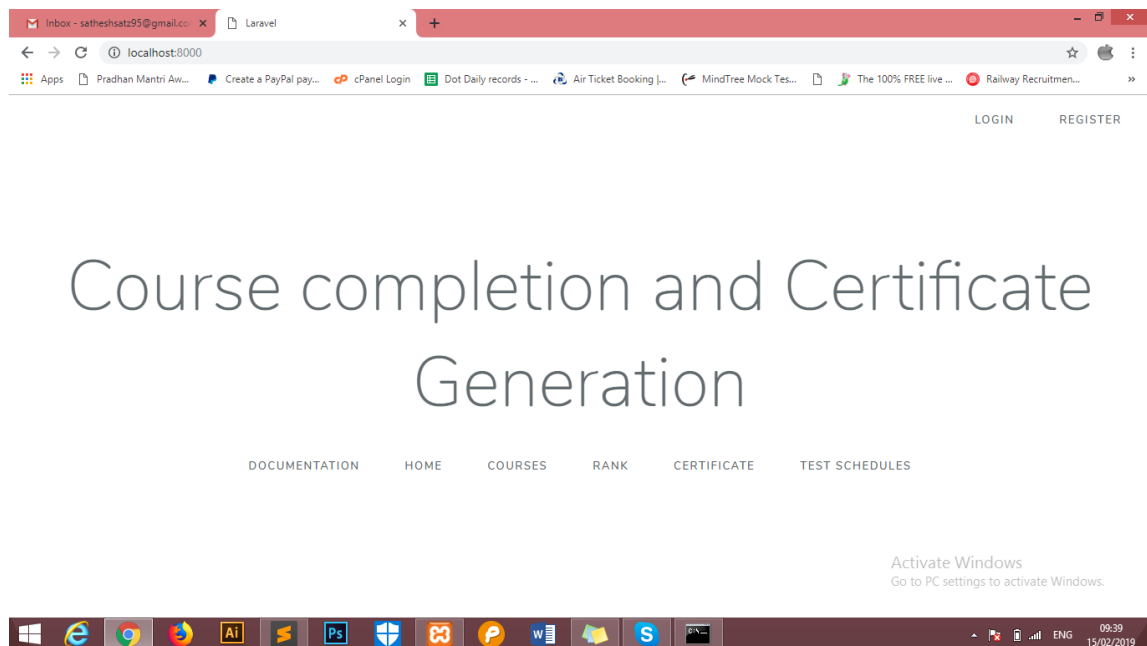 Inbox - satheshsatz95@gmail.co
Laravel
localhost:8000
Apps
Pradhan Mantri Aw...
Create a PayPal pay...
cPanel Login
Dot Daily records - ...
Air Ticket Booking |...
MindTree Mock Tes...
The 100% FREE live ...
Railway Recruitmen...
LOGIN REGISTER
Course completion and Certificate
Generation
DOCUMENTATION HOME COURSES RANK CERTIFICATE TEST SCHEDULES
Activate Windows
Go to PC settings to activate Windows.
ENG
09:39
15/02/2019